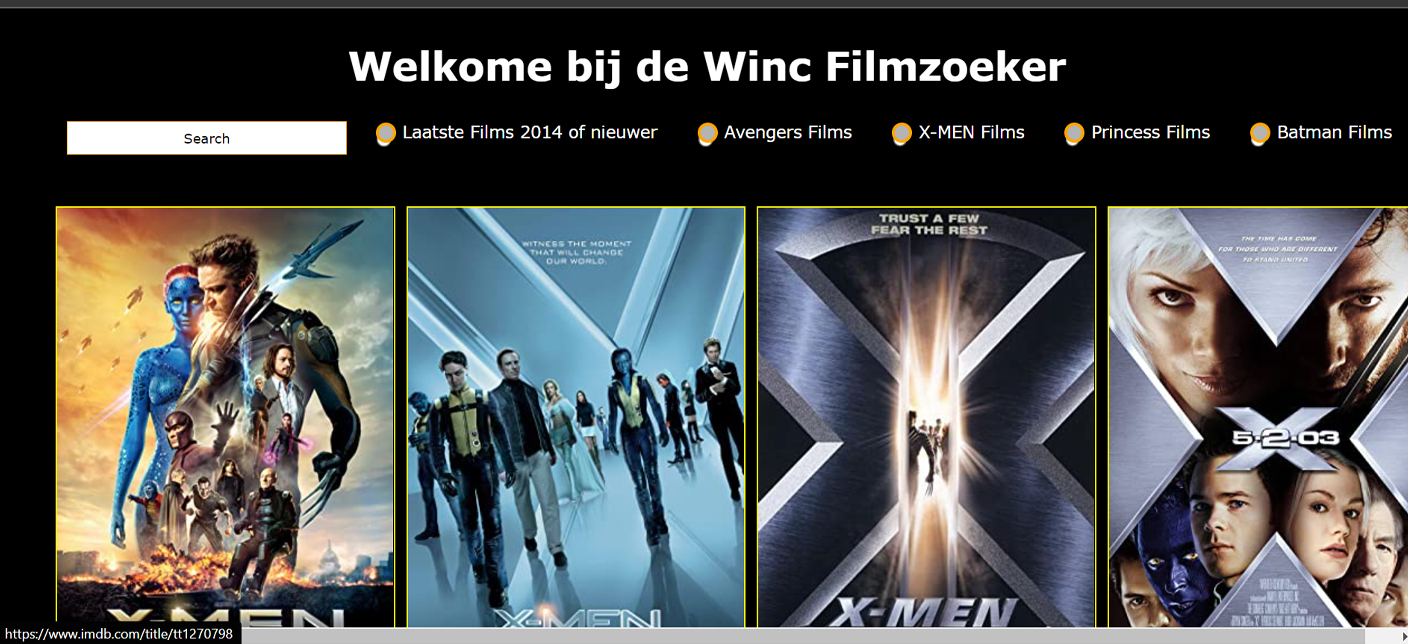 Welkome bij de Winc Filmzoeker
Search
Laatste Films 2014 of nieuwer
Avengers Films
X-MEN Films
Princess Films
Batman Films
WITNESS THE MOMENT
THAT WILL CHANGE
OUR WORLD.
TRUST A FEW
FEAR THE REST
THE TIME HAS COME
FOR THOSE WHO ARE DIFFERENT
TO STAND UNITED
5-2-03
X-MEN
X-MEN
X-MEN
https://www.imdb.com/title/tt1270798